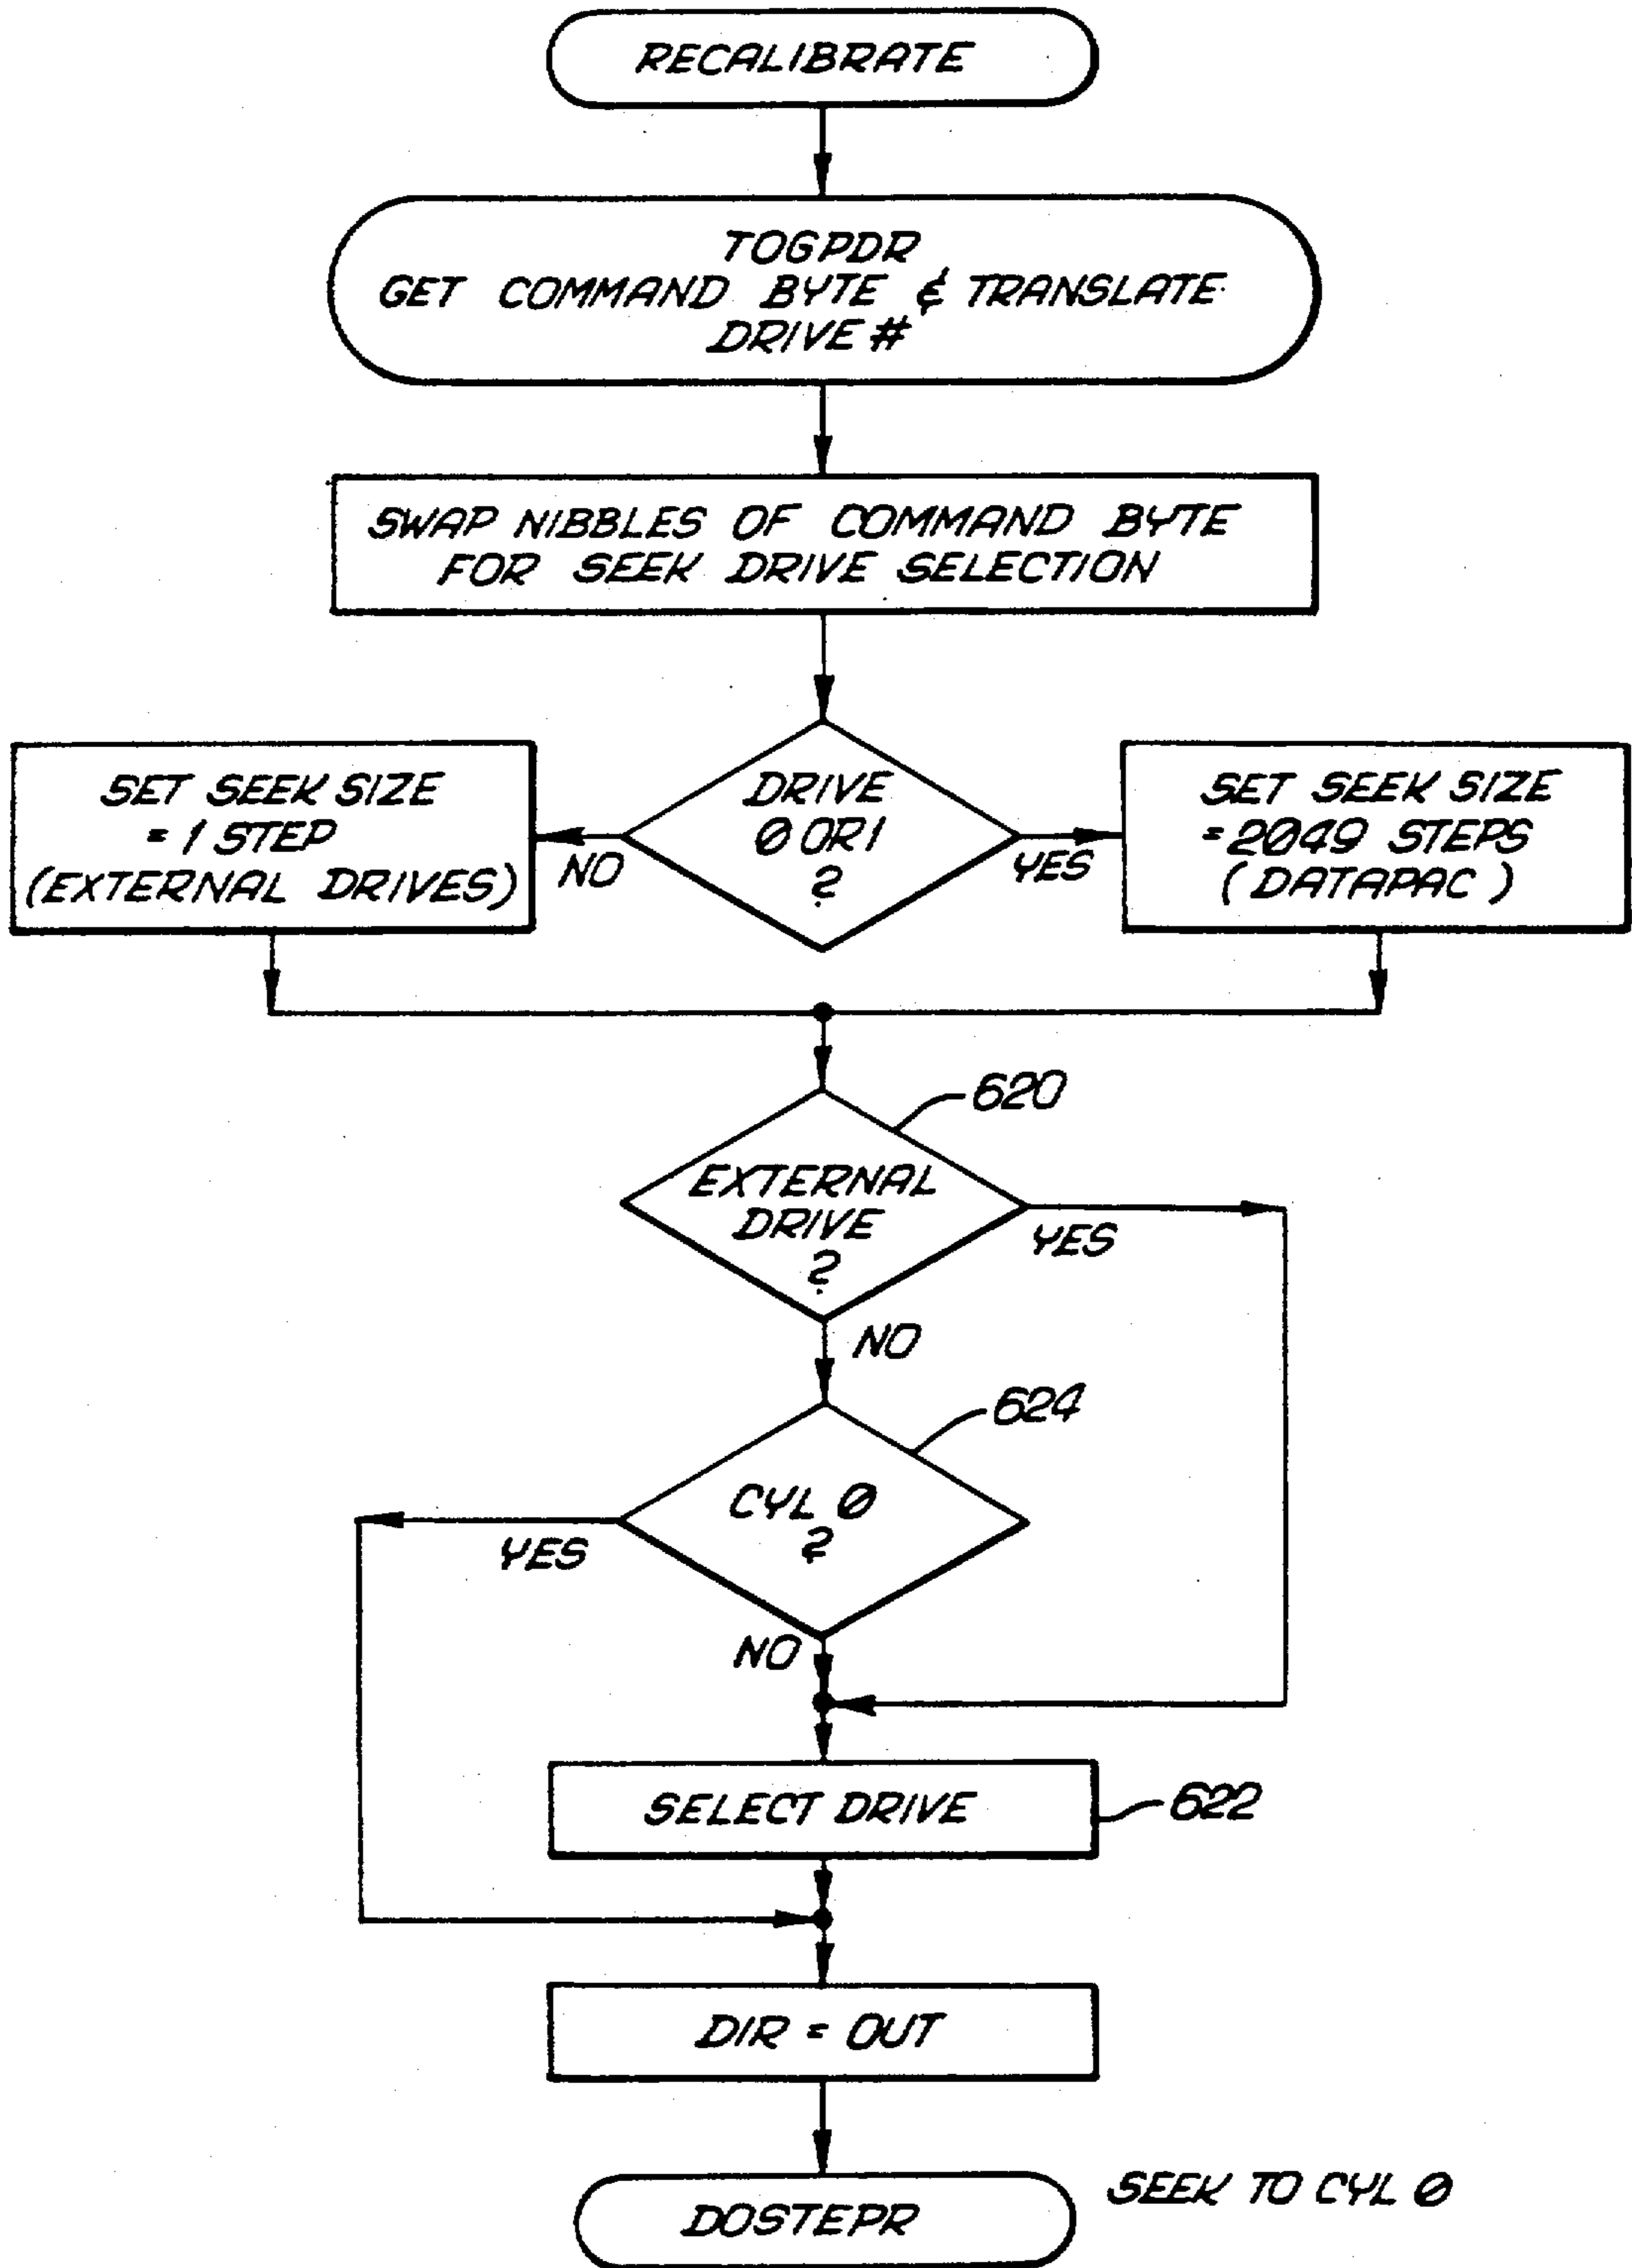 RECALIBRATE
TOGPDR
GET COMMAND BYTE & TRANSLATE
DRIVE #
SWAP NIBBLES OF COMMAND BYTE
FOR SEEK DRIVE SELECTION
SET SEEK SIZE
= 1 STEP
(EXTERNAL DRIVES)
NO
DRIVE
0 OR 1
?
YES
SET SEEK SIZE
= 2049 STEPS
(DATAPAC)
620
EXTERNAL
DRIVE
?
YES
NO
624
CYL 0
?
YES
NO
SELECT DRIVE
622
DIR = OUT
DOSTEPR
SEEK TO CYL 0